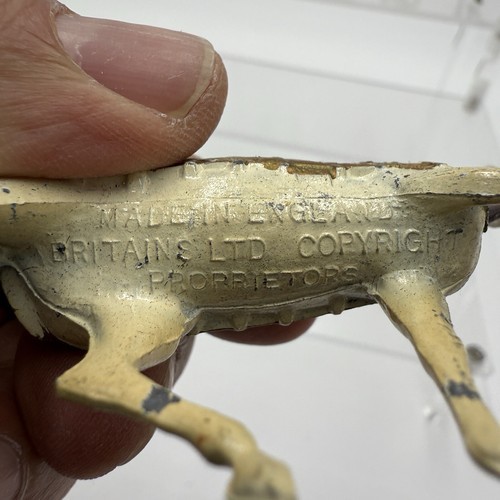 MADE IN ENGLAND
BRITAINS LTD COPYRIGHT
PROPRIETORS